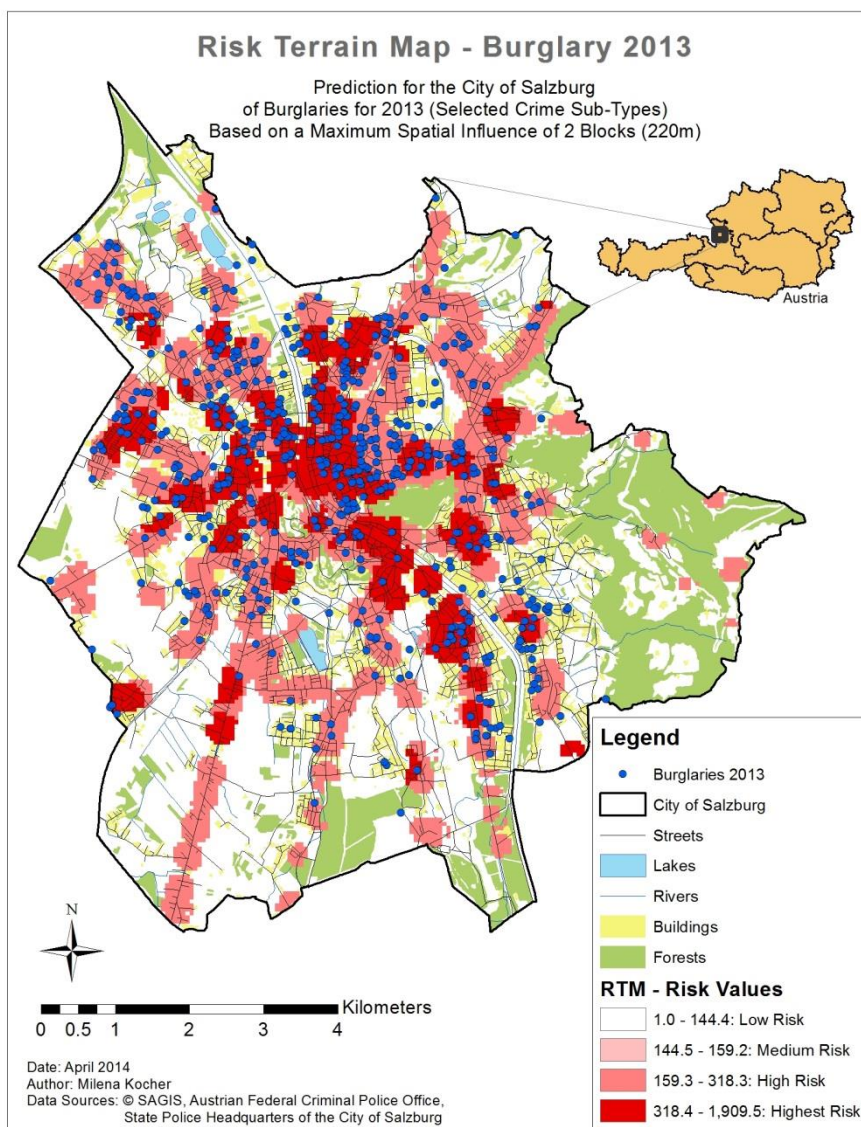 Risk Terrain Map - Burglary 2013
Prediction for the City of Salzburg
of Burglaries for 2013 (Selected Crime Sub-Types)
Based on a Maximum Spatial Influence of 2 Blocks (220m)
Austria
Legend
Burglaries 2013
City of Salzburg
Streets
Lakes
Rivers
Buildings
Forests
RTM - Risk Values
1.0 - 144.4: Low Risk
144.5 - 159.2: Medium Risk
159.3 - 318.3: High Risk
318.4 - 1,909.5: Highest Risk
N
Kilometers
0 0.5 1 2 3 4
Date: April 2014
Author: Milena Kocher
Data Sources: © SAGIS, Austrian Federal Criminal Police Office,
State Police Headquarters of the City of Salzburg